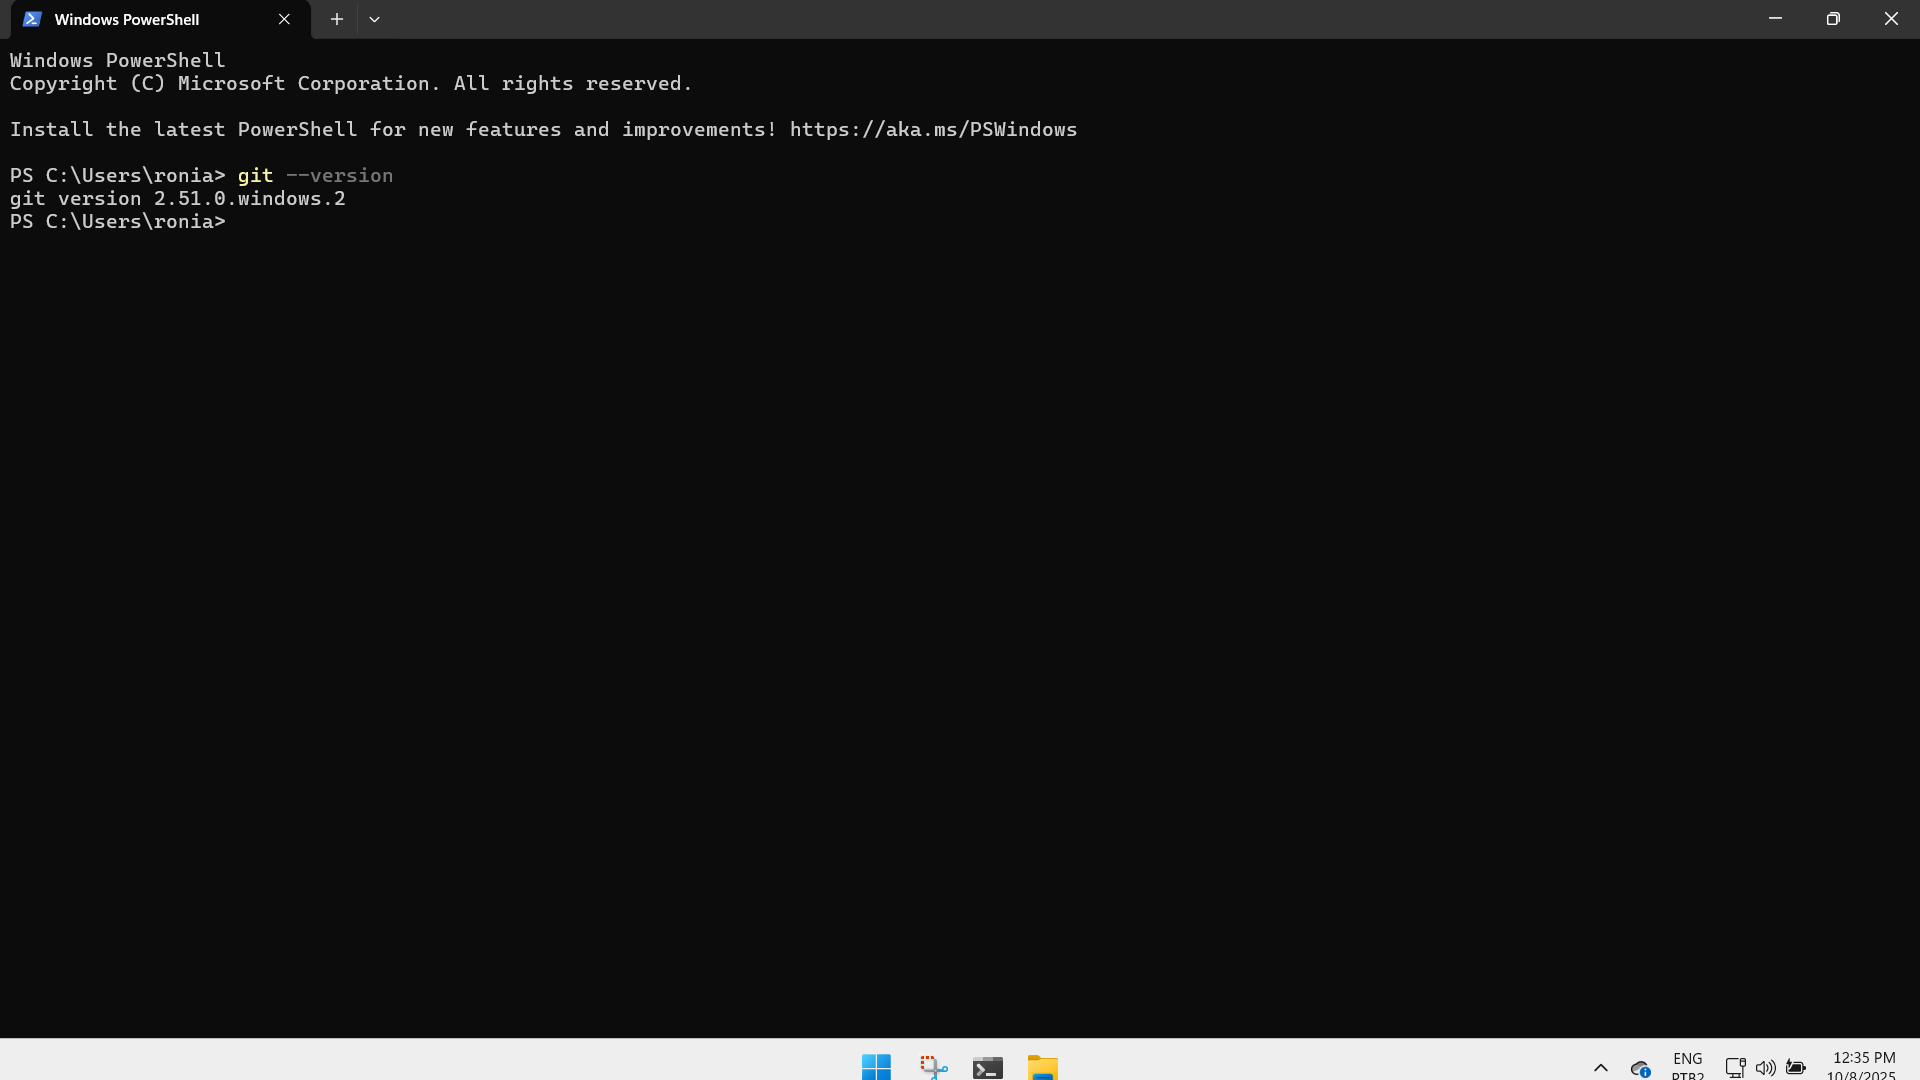 Windows PowerShell
Windows PowerShell
Copyright (C) Microsoft Corporation. All rights reserved.
Install the latest PowerShell for new features and improvements! https://aka.ms/PSWindows
PS C:\Users\ronia> git --version
git version 2.51.0.windows.2
PS C:\Users\ronia>
ENG
PTB2
12:35 PM
10/8/2025